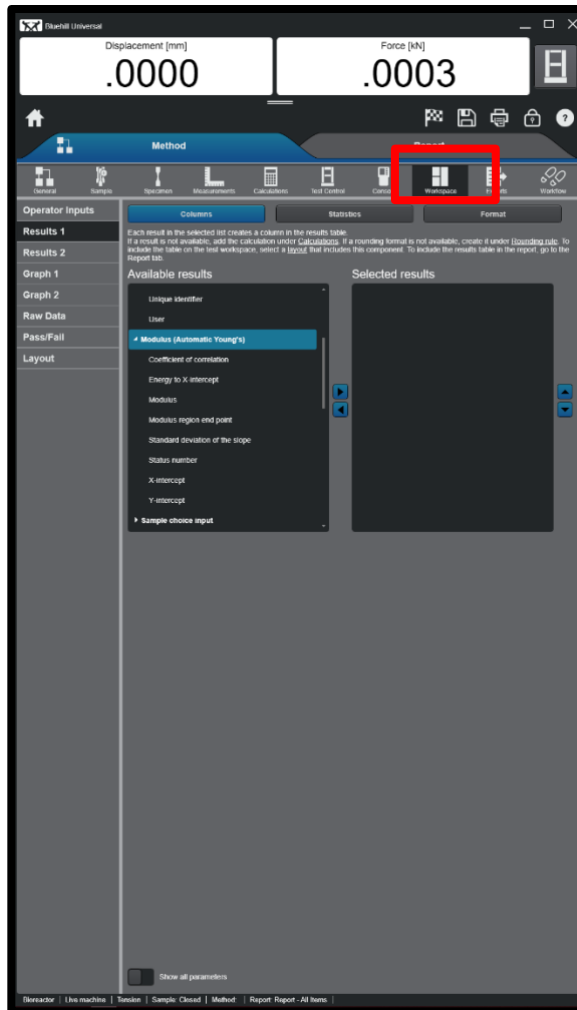 Bluehill Universal
Displacement [mm]
.0000
Force [kN]
.0003
Method
General
Sample
Specimen
Measurements
Calculations
Test Control
Workspace
Workflow
Operator Inputs
Results 1
Results 2
Graph 1
Graph 2
Raw Data
Pass/Fail
Layout
Columns
Statistics
Format
Each result in the selected list creates a column in the results table.
If a result is not available, add the calculation under Calculations. If a rounding format is not available, create it under Rounding rule. To
include the table on the test workspace, select a layout that includes this component. To include the results table in the report, go to the
Report tab.
Available results
Selected results
Unique identifier
User
Modulus (Automatic Young's)
Coefficient of correlation
Energy to X-intercept
Modulus
Modulus region end point
Standard deviation of the slope
Status number
X-intercept
Y-intercept
Sample choice input
Show all parameters
Bioreactor | Live machine | Tension | Sample: Closed | Method: | Report: Report - All Items |